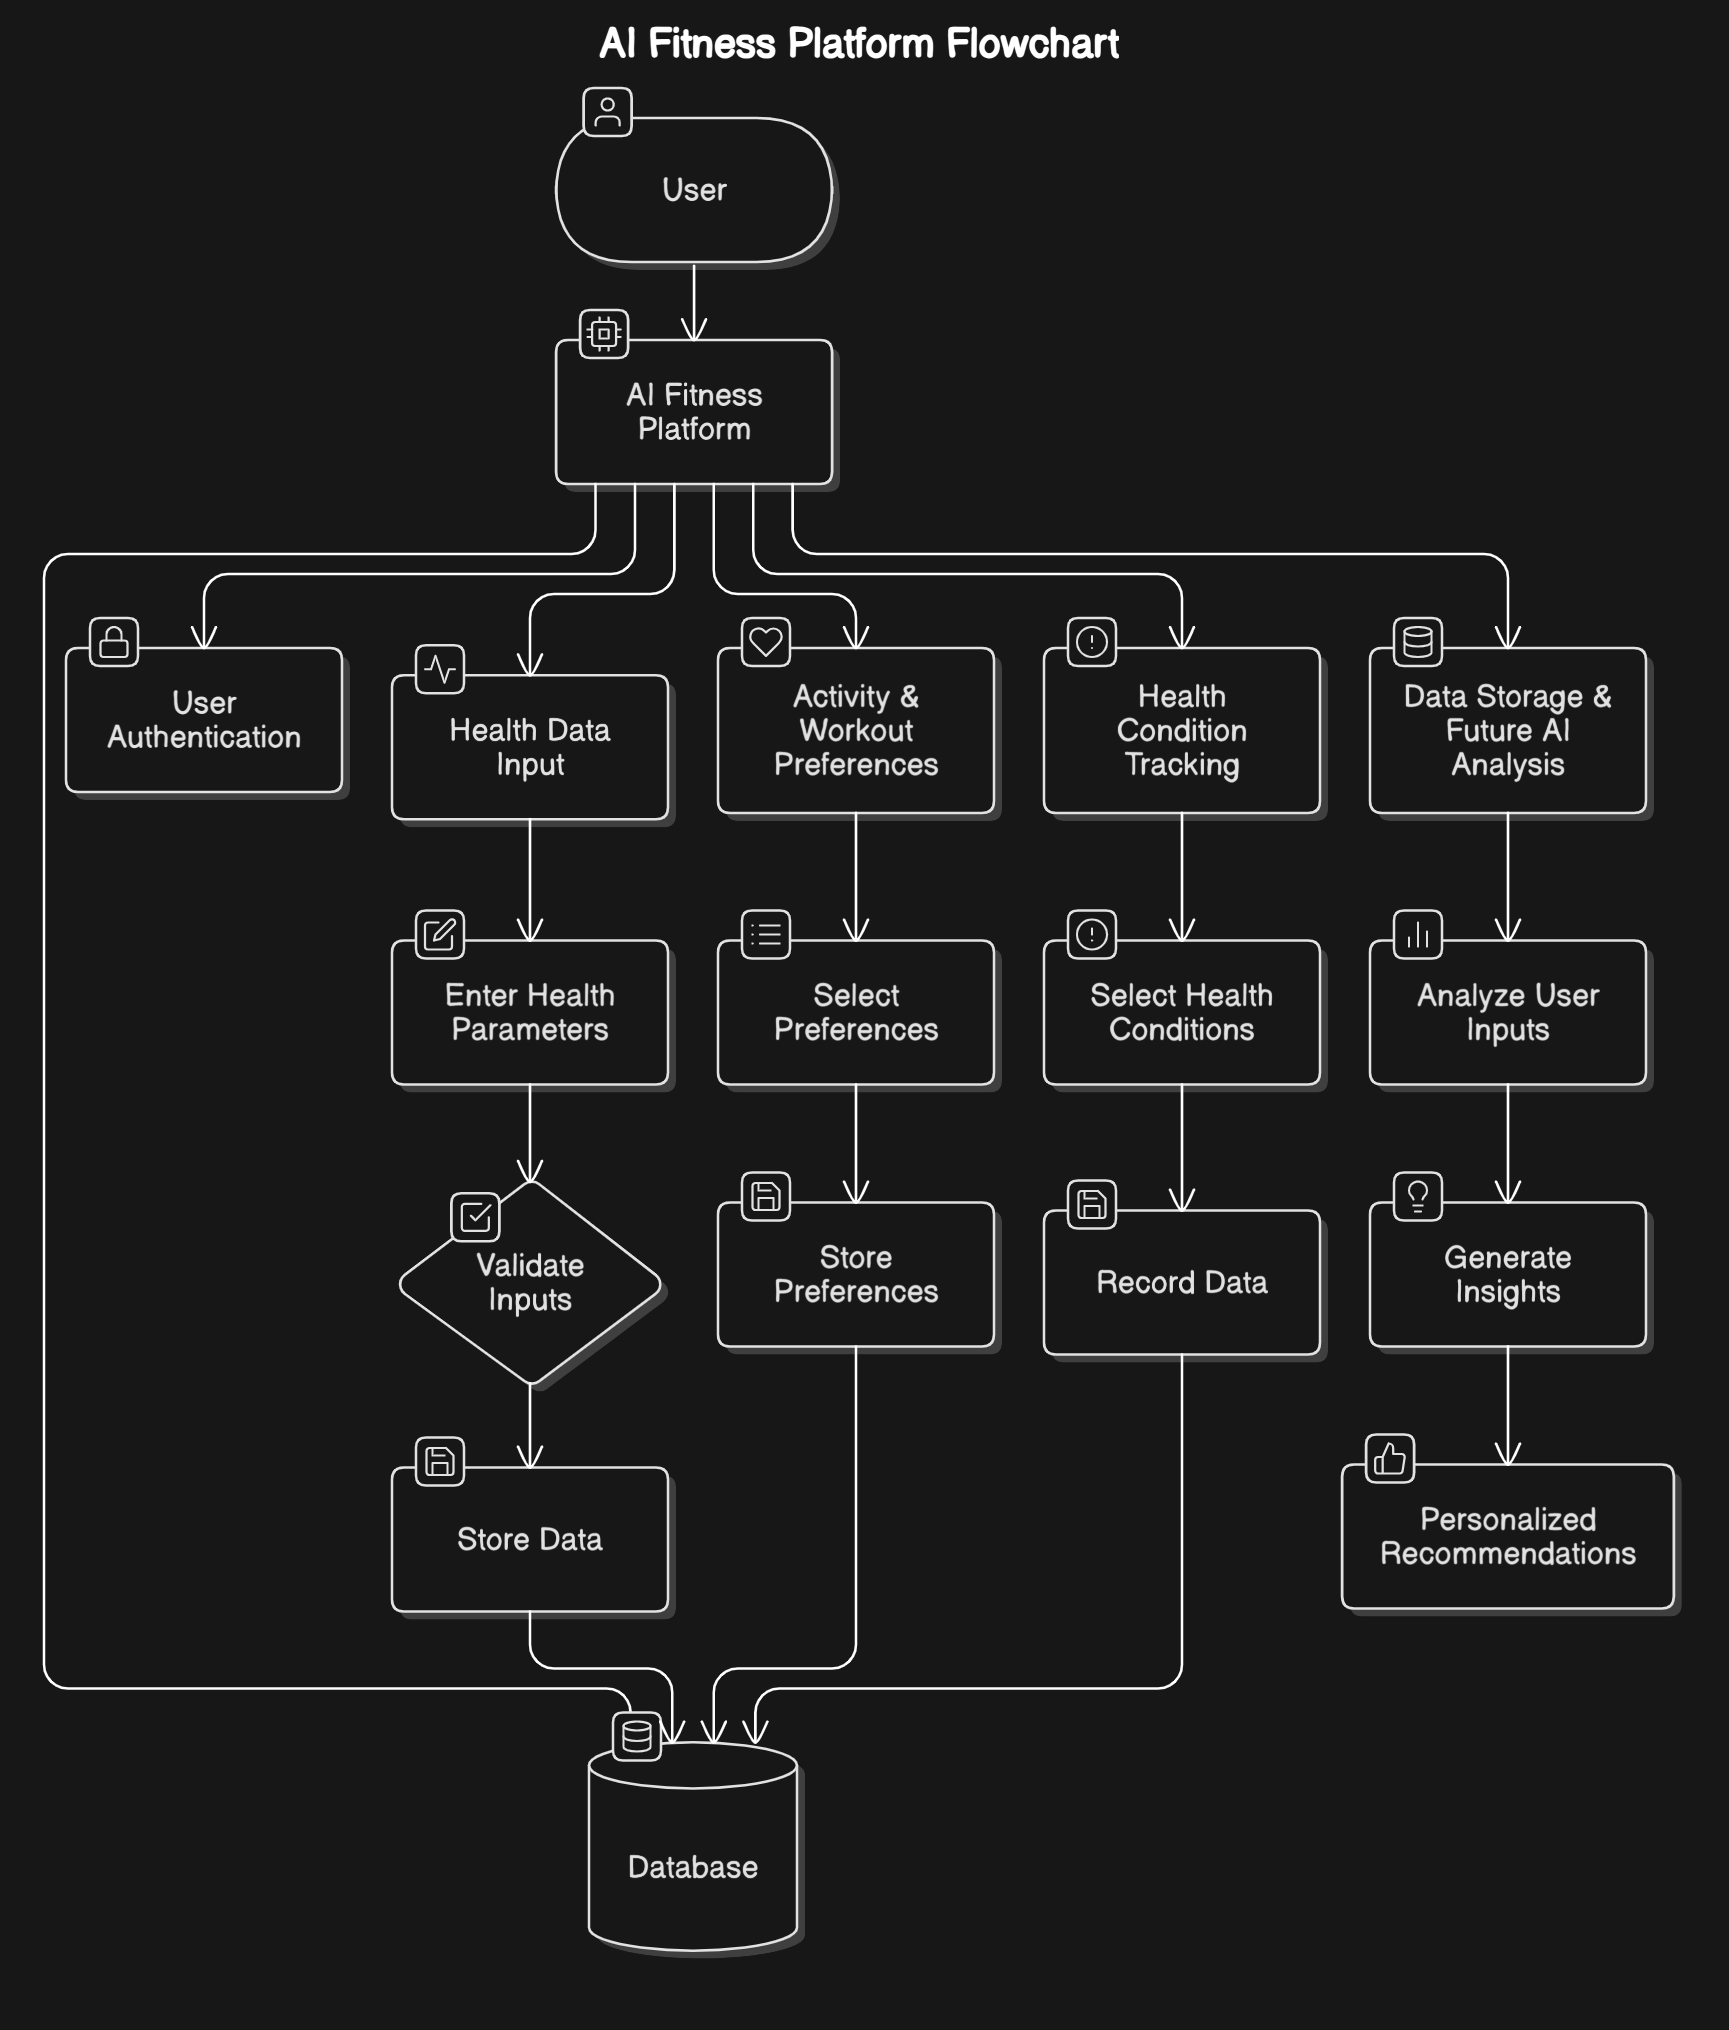 AI Fitness Platform Flowchart
User
AI Fitness
Platform
User
Authentication
Health Data
Input
Activity &
Workout
Preferences
Health
Condition
Tracking
Data Storage &
Future AI
Analysis
Enter Health
Parameters
Select
Preferences
Select Health
Conditions
Analyze User
Inputs
Validate
Inputs
Store
Preferences
Record Data
Generate
Insights
Store Data
Personalized
Recommendations
Database